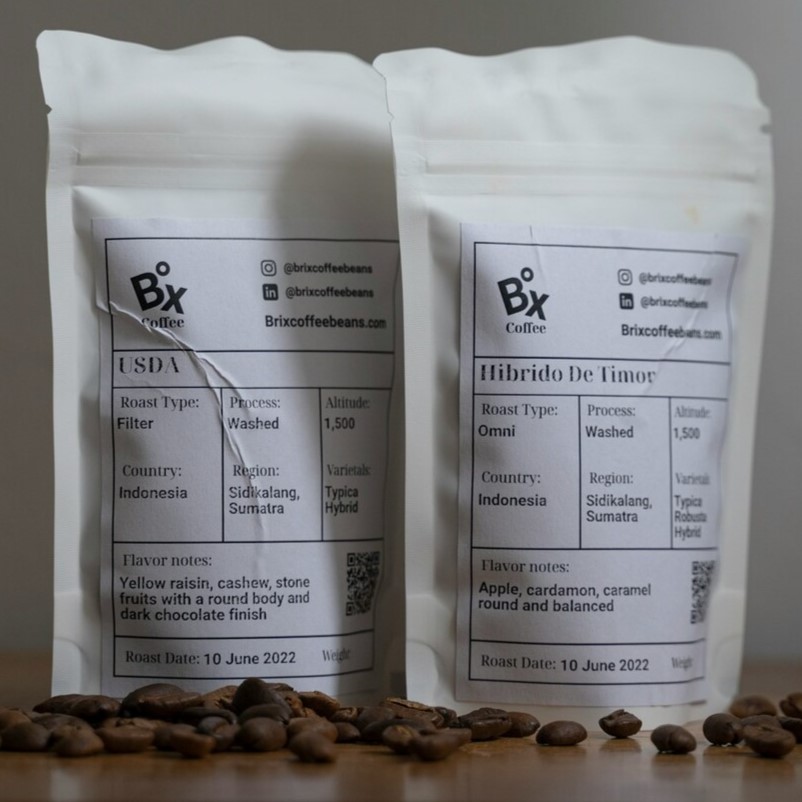 B°x
Coffee
@brixcoffeebeans
@brixcoffeebeans
Brixcoffeebeans.com
USDA
Roast Type:
Filter
Process:
Washed
Altitude:
1,500
Country:
Indonesia
Region:
Sidikalang,
Sumatra
Varietals:
Typica
Hybrid
Flavor notes:
Yellow raisin, cashew, stone
fruits with a round body and
dark chocolate finish
Roast Date: 10 June 2022
Weight
B°x
Coffee
@brixcoffeebeans
@brixcoffeebeans
Brixcoffeebeans.com
Hibrido De Timor
Roast Type:
Omni
Process:
Washed
Altitude:
1,500
Country:
Indonesia
Region:
Sidikalang,
Sumatra
Varietals
Typica
Robusta
Hybrid
Flavor notes:
Apple, cardamon, caramel
round and balanced
Roast Date: 10 June 2022
Weight